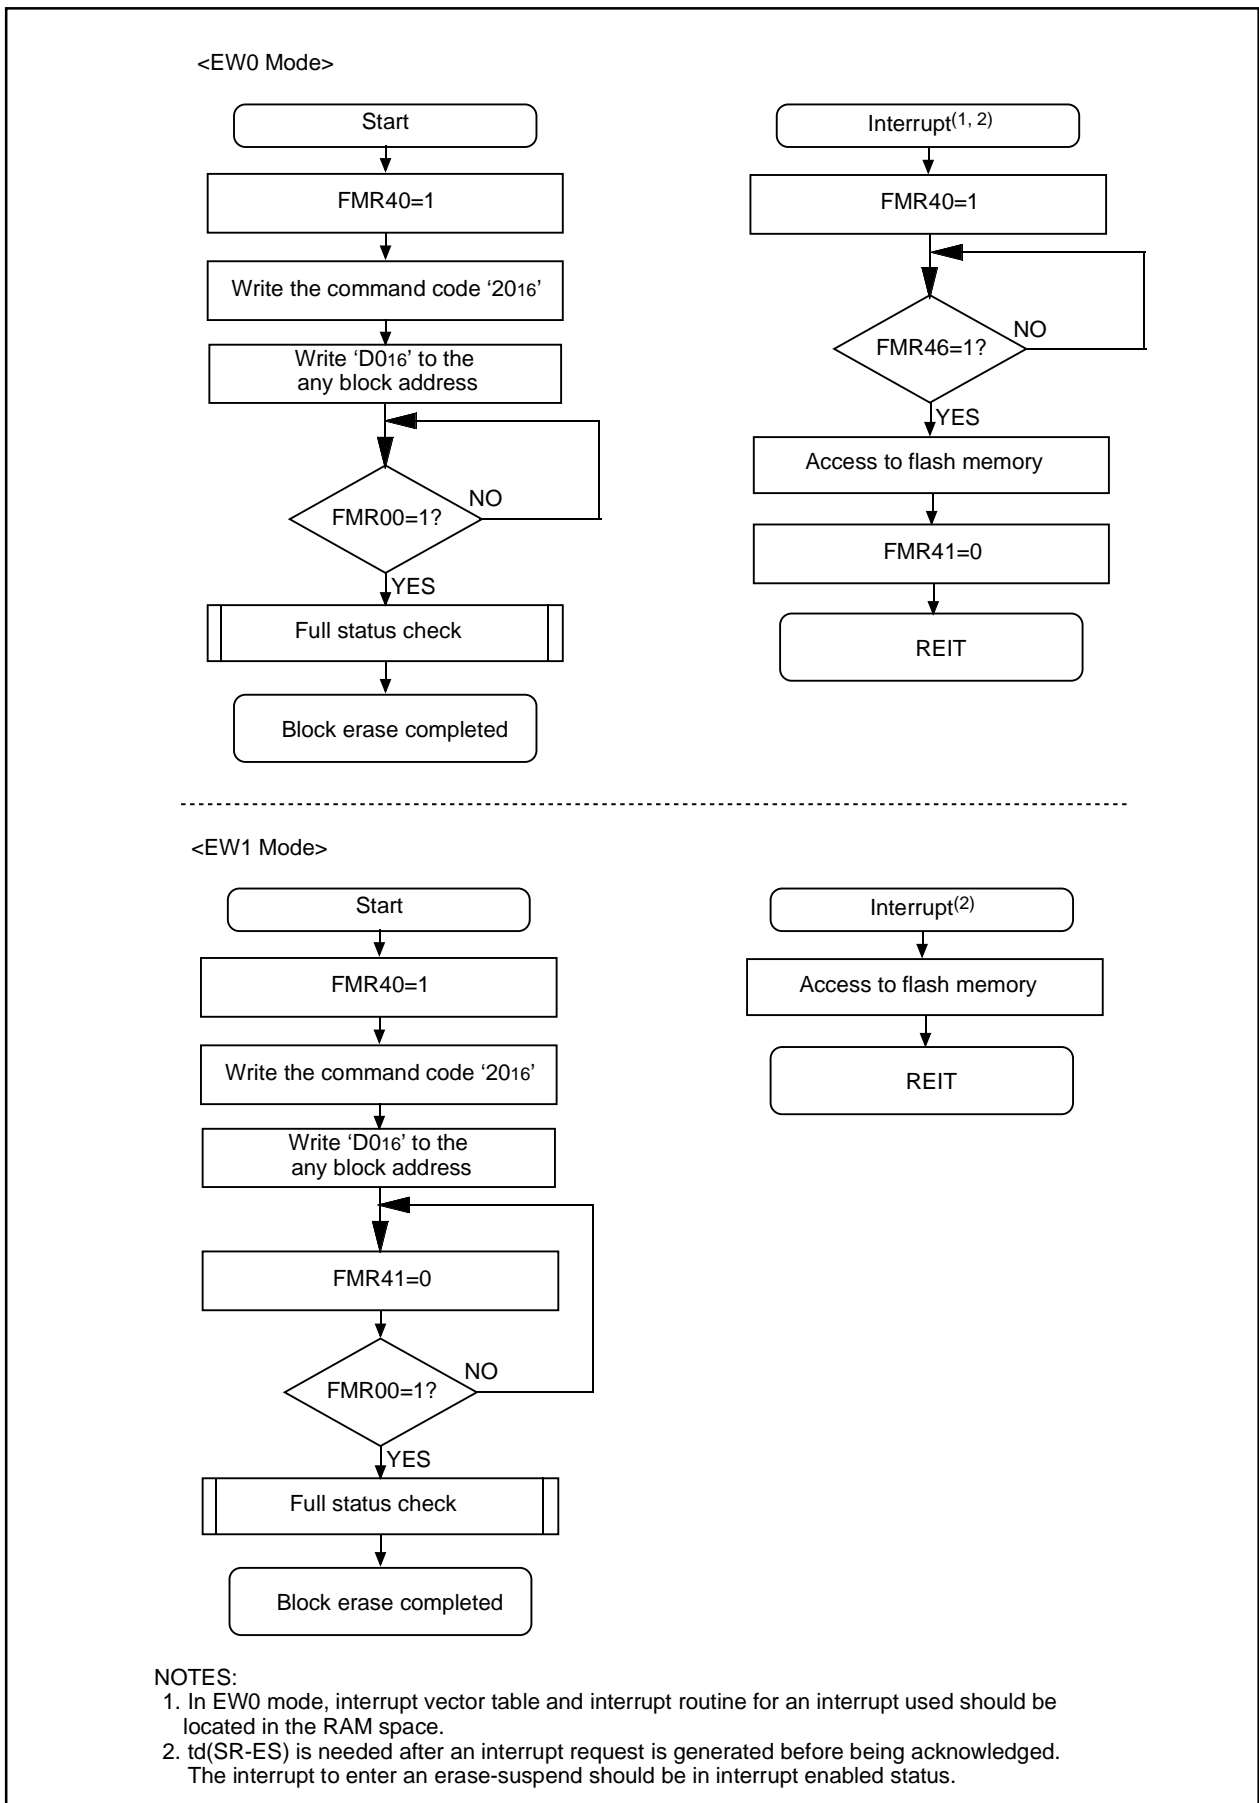 <EW0 Mode>
Start
FMR40=1
Write the command code ‘2016’
Write ‘D016’ to the
any block address
FMR00=1?
NO
YES
Full status check
Block erase completed
Interrupt(1, 2)
FMR40=1
FMR46=1?
NO
YES
Access to flash memory
FMR41=0
REIT
<EW1 Mode>
Start
FMR40=1
Write the command code ‘2016’
Write ‘D016’ to the
any block address
FMR41=0
FMR00=1?
NO
YES
Full status check
Block erase completed
Interrupt(2)
Access to flash memory
REIT
NOTES:
1. In EW0 mode, interrupt vector table and interrupt routine for an interrupt used should be
located in the RAM space.
2. td(SR-ES) is needed after an interrupt request is generated before being acknowledged.
The interrupt to enter an erase-suspend should be in interrupt enabled status.